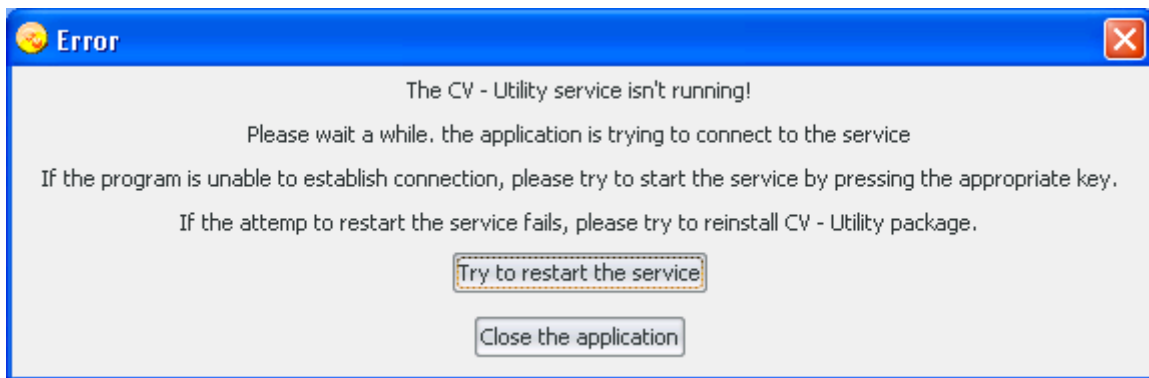 Error
The CV - Utility service isn't running!
Please wait a while. the application is trying to connect to the service
If the program is unable to establish connection, please try to start the service by pressing the appropriate key.
If the attemp to restart the service fails, please try to reinstall CV - Utility package.
Try to restart the service
Close the application